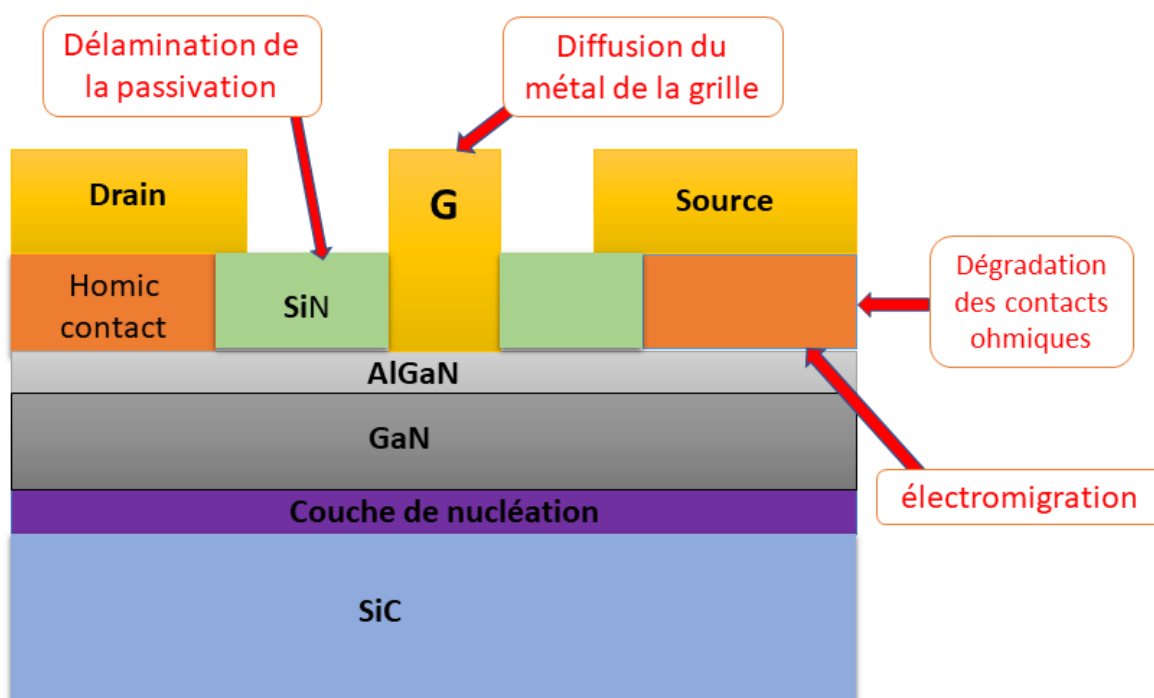 Délamination de
la passivation
Diffusion du
métal de la grille
Drain
G
Source
Homic
contact
SiN
Dégradation
des contacts
ohmiques
AlGaN
GaN
électromigration
Couche de nucléation
SiC